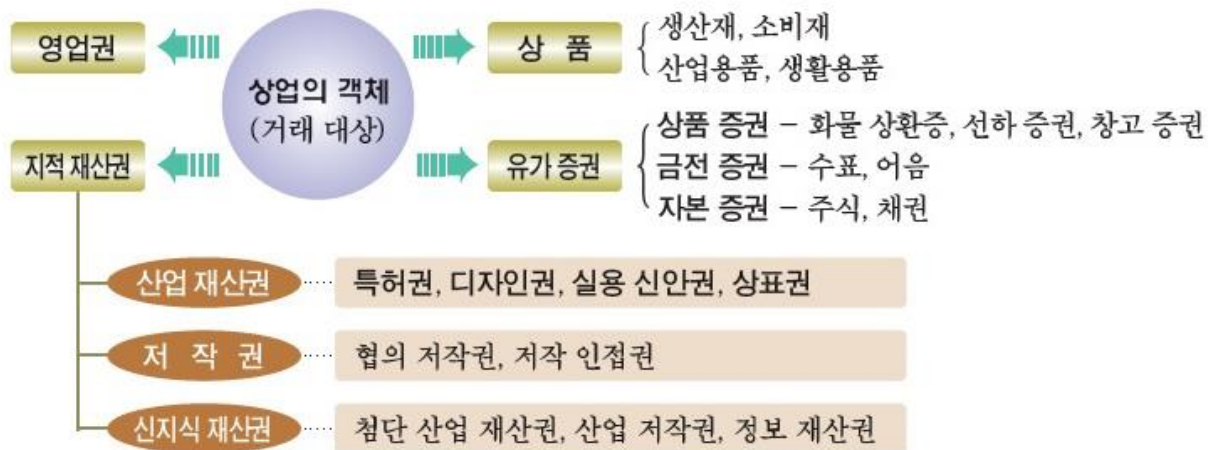 영업권
상업의 객체
(거래 대상)
상 품
생산재, 소비재
산업용품, 생활용품
지적 재산권
유가 증권
상품 증권 - 화물 상환증, 선하 증권, 창고 증권
금전 증권 - 수표, 어음
자본 증권 - 주식, 채권
산업 재산권
특허권, 디자인권, 실용 신안권, 상표권
저 작 권
협의 저작권, 저작 인접권
신지식 재산권
첨단 산업 재산권, 산업 저작권, 정보 재산권